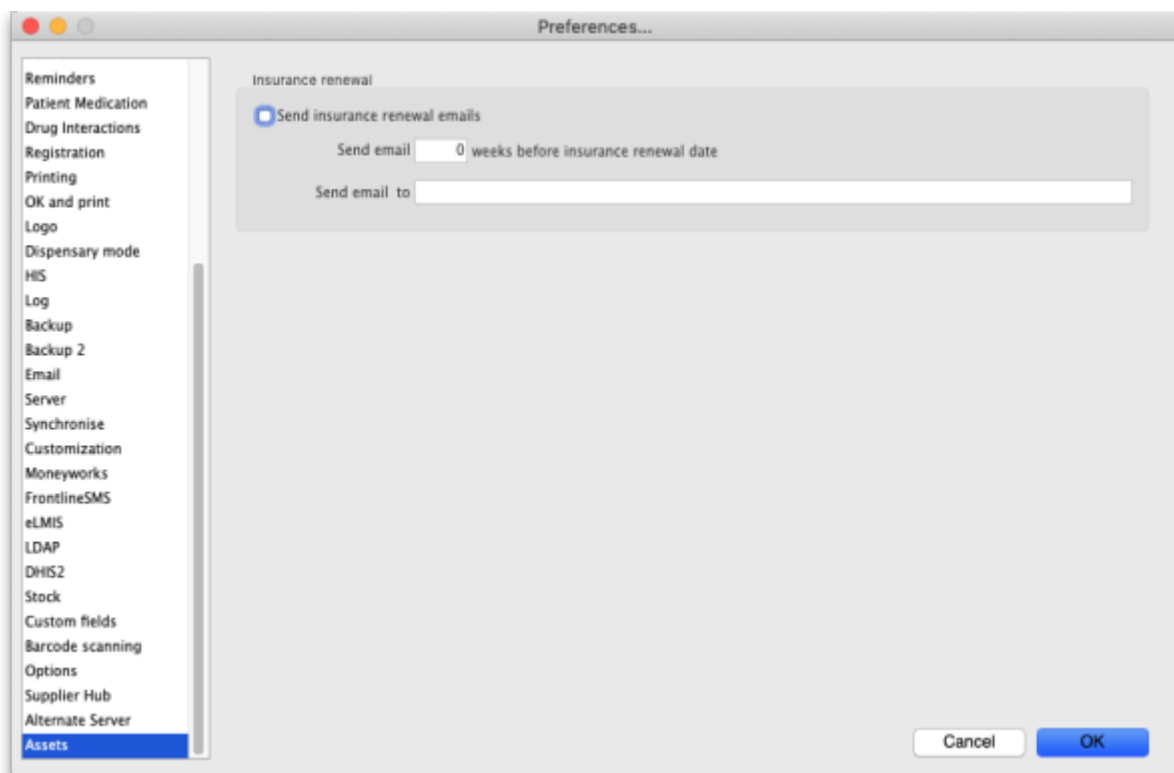 Preferences...
Reminders
Patient Medication
Drug Interactions
Registration
Printing
OK and print
Logo
Dispensary mode
HIS
Log
Backup
Backup 2
Email
Server
Synchronise
Customization
Moneyworks
FrontlineSMS
eLMIS
LDAP
DHIS2
Stock
Custom fields
Barcode scanning
Options
Supplier Hub
Alternate Server
Assets
Insurance renewal
Send insurance renewal emails
Send email 0 weeks before insurance renewal date
Send email to
Cancel OK